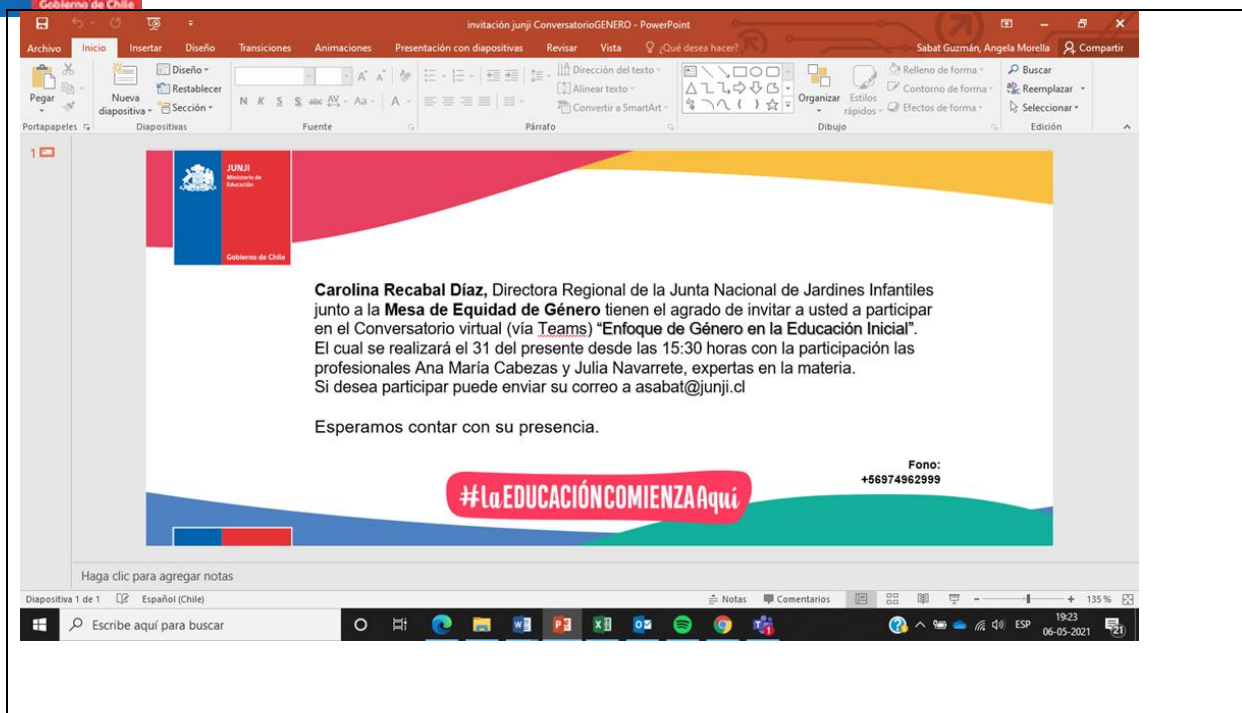 Gobierno de Chile
invitación junji ConversatorioGENERO - PowerPoint
Archivo Inicio Insertar Diseño Transiciones Animaciones Presentación con diapositivas Revisar Vista ¿Qué desea hacer? Sabat Guzmán, Angela Morella Compartir
Pegar
Nueva diapositiva
Diseño
Restablecer
Sección
N K S S abc AV Aa A
Dirección del texto
Alinear texto
Convertir a SmartArt
Organizar
Estilos rápidos
Relleno de forma
Contorno de forma
Efectos de forma
Buscar
Reemplazar
Seleccionar
Portapapeles Diapositivas Fuente Párrafo Dibujo Edición
1
JUNJI
Ministerio de
Educación
Gobierno de Chile
Carolina Recabal Díaz, Directora Regional de la Junta Nacional de Jardines Infantiles
junto a la Mesa de Equidad de Género tienen el agrado de invitar a usted a participar
en el Conversatorio virtual (vía Teams) “Enfoque de Género en la Educación Inicial”.
El cual se realizará el 31 del presente desde las 15:30 horas con la participación las
profesionales Ana María Cabezas y Julia Navarrete, expertas en la materia.
Si desea participar puede enviar su correo a asabat@junji.cl
Esperamos contar con su presencia.
Fono:
+56974962999
#LaEDUCACIÓNCOMIENZAAquí
Haga clic para agregar notas
Diapositiva 1 de 1 Español (Chile) Notas Comentarios 135 %
Escribe aquí para buscar
ESP
19:23
06-05-2021
21